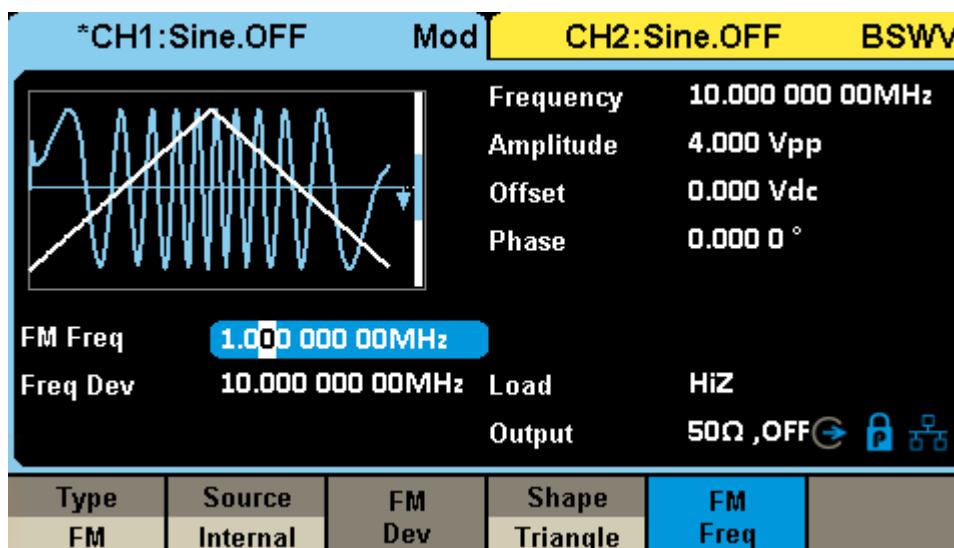 *CH1:Sine.OFF Mod CH2:Sine.OFF BSWV
Frequency 10.000 000 00MHz
Amplitude 4.000 Vpp
Offset 0.000 Vdc
Phase 0.000 0 °
FM Freq 1.000 000 00MHz
Freq Dev 10.000 000 00MHz Load HiZ
Output 50Ω ,OFF P
Type Source FM Shape FM
FM Internal Dev Triangle Freq